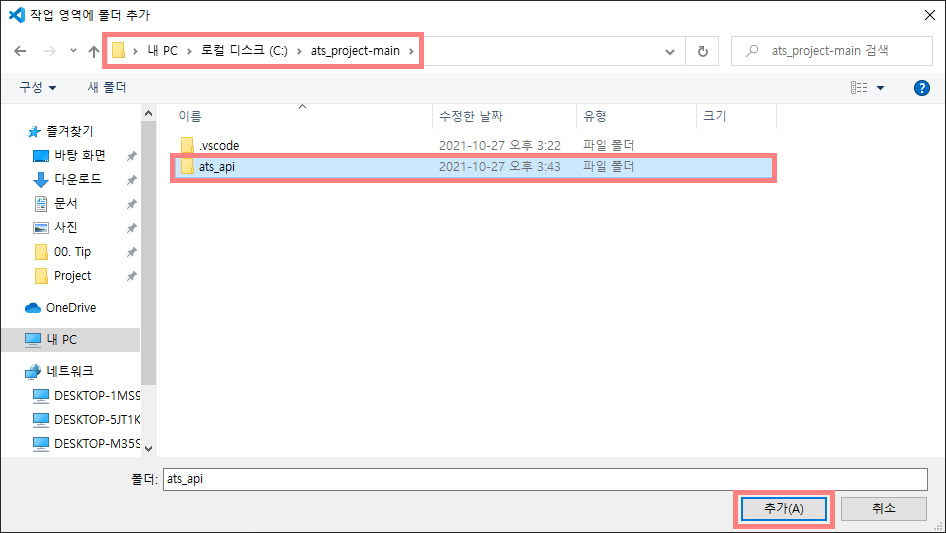 작업 영역에 폴더 추가
내 PC 로컬 디스크 (C:) ats_project-main ats_project-main 검색
구성 새 폴더
이름 수정한 날짜 유형 크기
.vscode 2021-10-27 오후 3:22 파일 폴더
ats_api 2021-10-27 오후 3:43 파일 폴더
즐겨찾기
바탕 화면
다운로드
문서
사진
00. Tip
Project
OneDrive
내 PC
네트워크
DESKTOP-1MS9
DESKTOP-5JT1K
DESKTOP-M35S
폴더: ats_api
추가(A) 취소